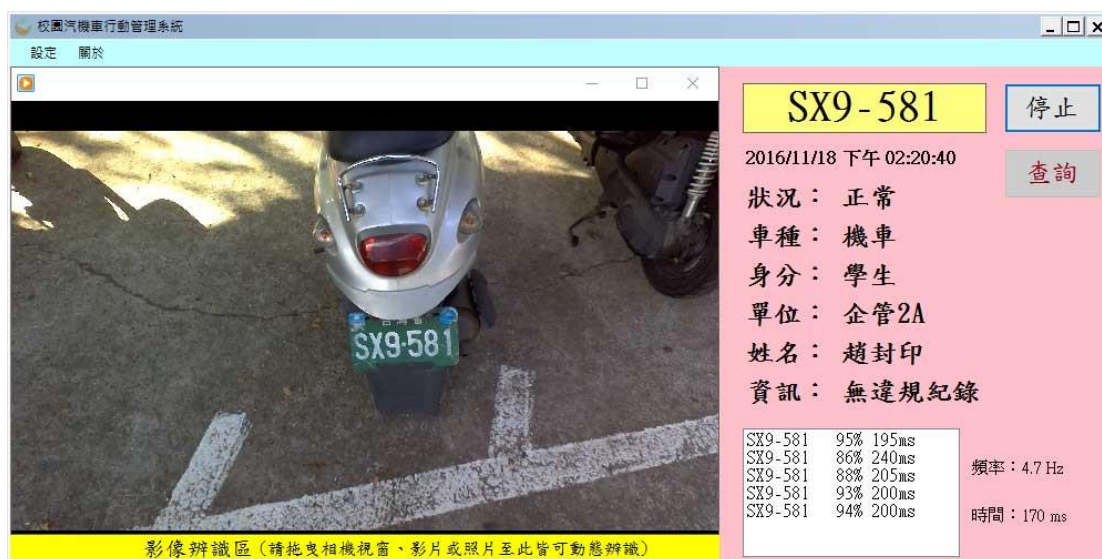 校園汽機車行動管理系統
設定 關於
SX9-581
停止
2016/11/18 下午 02:20:40
查詢
狀況： 正常
車種： 機車
身分： 學生
單位： 企管2A
姓名： 趙封印
資訊： 無違規紀錄
台灣省
SX9-581
SX9-581 95% 195ms
SX9-581 86% 240ms
SX9-581 88% 205ms
SX9-581 93% 200ms
SX9-581 94% 200ms
頻率：4.7 Hz
時間：170 ms
影像辨識區(請拖曳相機視窗、影片或照片至此皆可動態辨識)